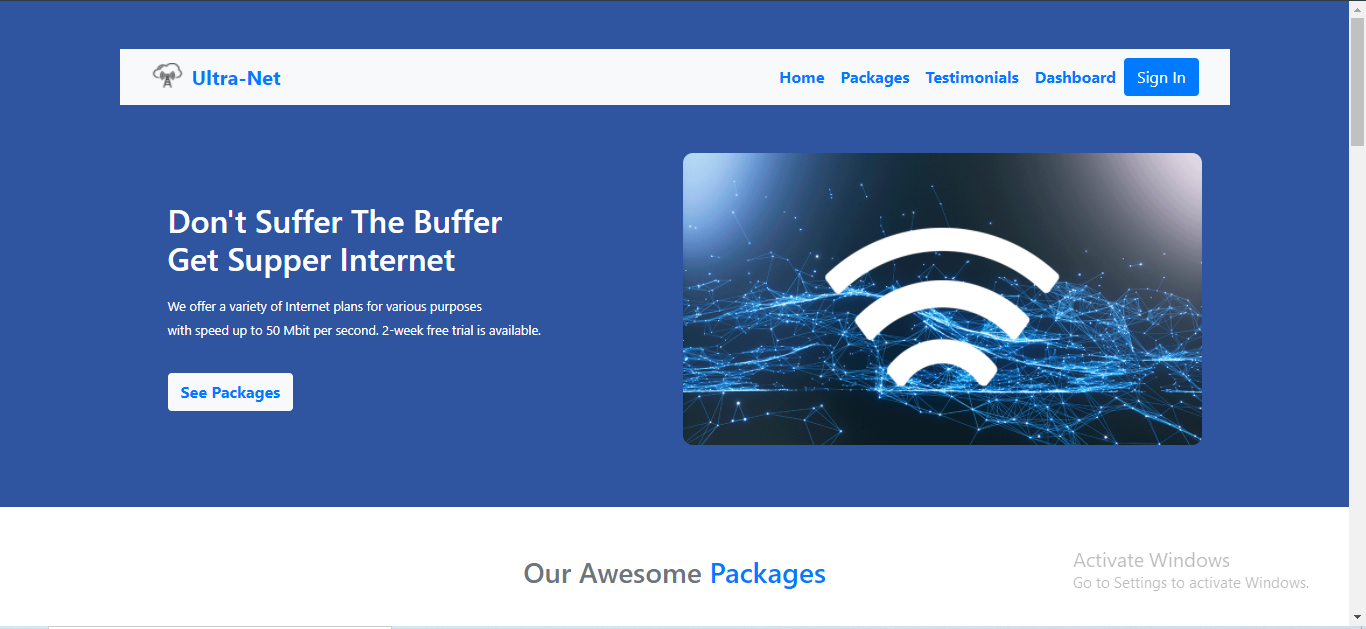 Ultra-Net
Home Packages Testimonials Dashboard Sign In
Don't Suffer The Buffer
Get Supper Internet
We offer a variety of Internet plans for various purposes
with speed up to 50 Mbit per second. 2-week free trial is available.
See Packages
Our Awesome Packages
Activate Windows
Go to Settings to activate Windows.